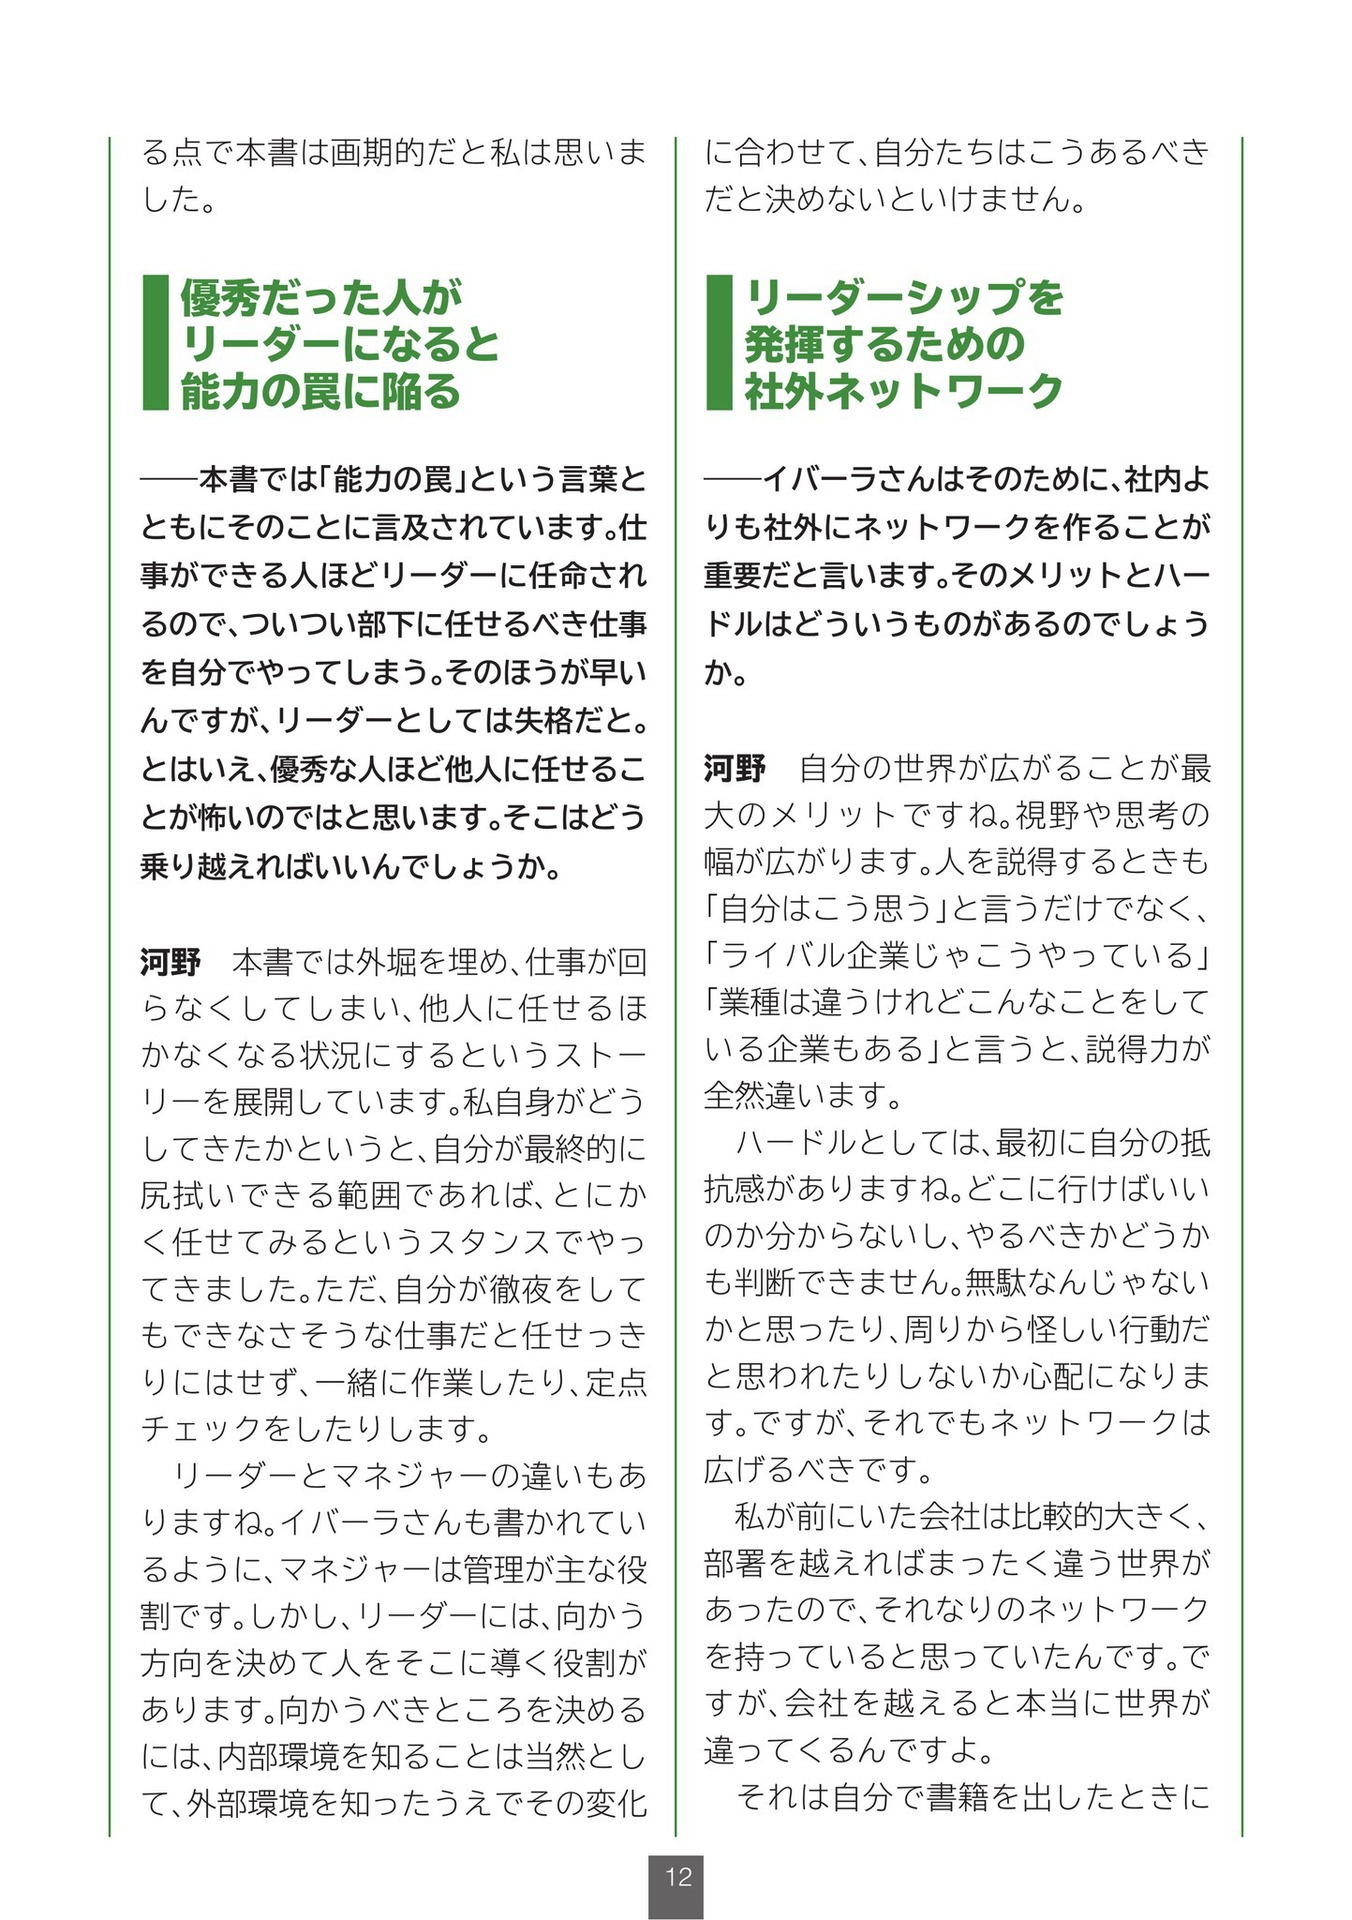 る点で本書は画期的だと私は思いま
した。
優秀だった人が
リーダーになると
能力の罠に陥る
――本書では「能力の罠」という言葉と
ともにそのことに言及されています。仕
事ができる人ほどリーダーに任命され
るので、ついつい部下に任せるべき仕事
を自分でやってしまう。そのほうが早い
んですが、リーダーとしては失格だと。
とはいえ、優秀な人ほど他人に任せるこ
とが怖いのではと思います。そこはどう
乗り越えればいいんでしょうか。
河野　本書では外堀を埋め、仕事が回
らなくしてしまい、他人に任せるほ
かなくなる状況にするというストー
リーを展開しています。私自身がどう
してきたかというと、自分が最終的に
尻拭いできる範囲であれば、とにか
く任せてみるというスタンスでやっ
てきました。ただ、自分が徹夜をして
もできなさそうな仕事だと任せっき
りにはせず、一緒に作業したり、定点
チェックをしたりします。
　リーダーとマネジャーの違いもあ
りますね。イバーラさんも書かれてい
るように、マネジャーは管理が主な役
割です。しかし、リーダーには、向かう
方向を決めて人をそこに導く役割が
あります。向かうべきところを決める
には、内部環境を知ることは当然とし
て、外部環境を知ったうえでその変化
に合わせて、自分たちはこうあるべき
だと決めないといけません。
リーダーシップを
発揮するための
社外ネットワーク
――イバーラさんはそのために、社内よ
りも社外にネットワークを作ることが
重要だと言います。そのメリットとハー
ドルはどういうものがあるのでしょう
か。
河野　自分の世界が広がることが最
大のメリットですね。視野や思考の
幅が広がります。人を説得するときも
「自分はこう思う」と言うだけでなく、
「ライバル企業じゃこうやっている」
「業種は違うけれどこんなことをして
いる企業もある」と言うと、説得力が
全然違います。
　ハードルとしては、最初に自分の抵
抗感がありますね。どこに行けばいい
のか分からないし、やるべきかどうか
も判断できません。無駄なんじゃない
かと思ったり、周りから怪しい行動だ
と思われたりしないか心配になりま
す。ですが、それでもネットワークは
広げるべきです。
　私が前にいた会社は比較的大きく、
部署を越えればまったく違う世界が
あったので、それなりのネットワーク
を持っていると思っていたんです。で
すが、会社を越えると本当に世界が
違ってくるんですよ。
　それは自分で書籍を出したときに
12